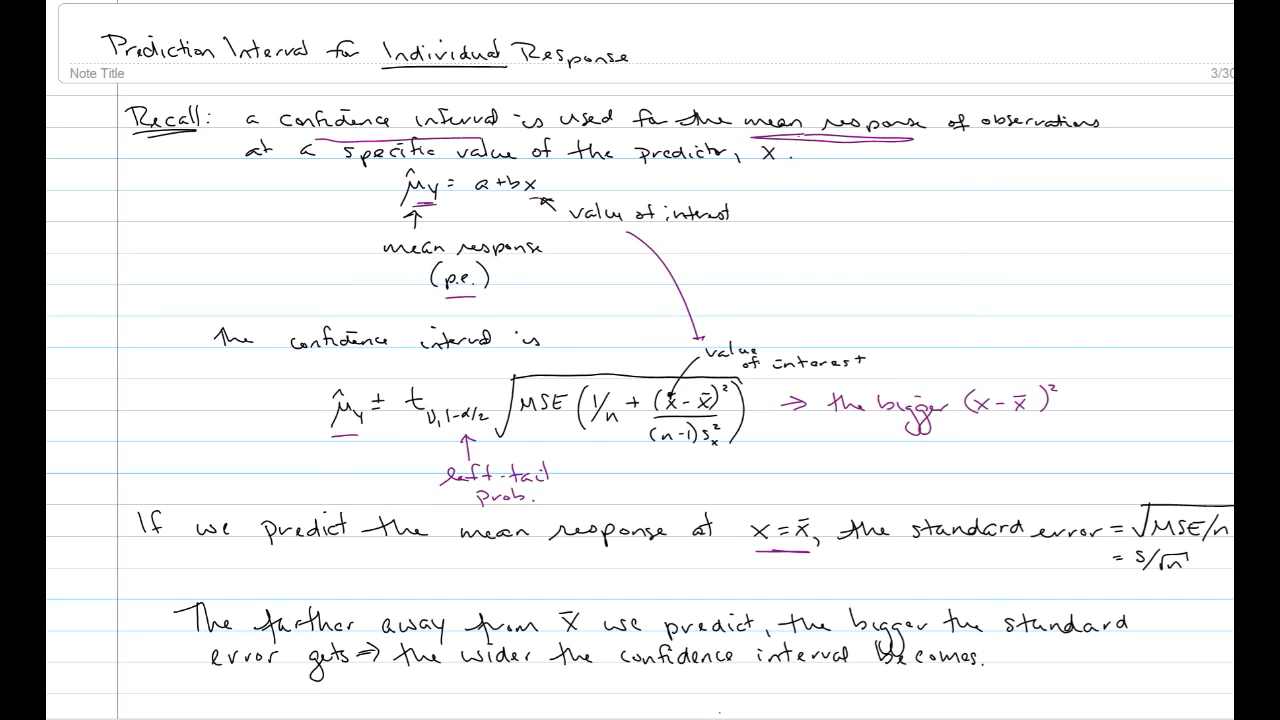 Prediction Interval for Individual Response
Note Title
3/30
Recall: a confidence interval is used for the mean response of observations
at a specific value of the predictor, x.
μ̂_Y = a+bx
value of interest
mean response
(p.e.)
the confidence interval is
value
of interest
μ̂_Y ± t_{ν, 1-α/2} √(MSE (1/n + (x - x̄)²/((n-1)s_x²))) ⇒ the bigger (x - x̄)²
left-tail
prob.
If we predict the mean response at x = x̄, the standard error = √MSE/n
= s/√n
The further away from x̄ we predict, the bigger the standard
error gets ⇒ the wider the confidence interval becomes.